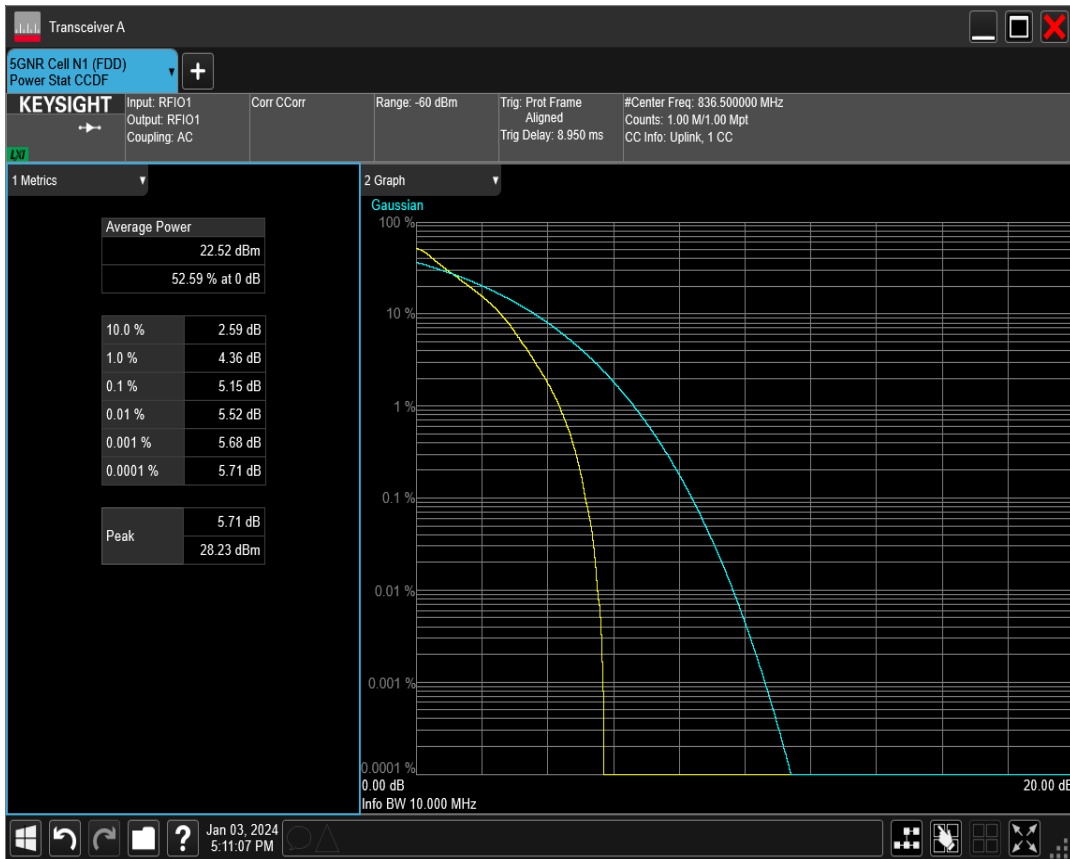 Transceiver A
5GNR Cell N1 (FDD)
Power Stat CCDF
+
KEYSIGHT
LXI
Input: RFIO1
Output: RFIO1
Coupling: AC
Corr CCorr
Range: -60 dBm
Trig: Prot Frame
Aligned
Trig Delay: 8.950 ms
#Center Freq: 836.500000 MHz
Counts: 1.00 M/1.00 Mpt
CC Info: Uplink, 1 CC
1 Metrics
Average Power
22.52 dBm
52.59 % at 0 dB
10.0 % 2.59 dB
1.0 % 4.36 dB
0.1 % 5.15 dB
0.01 % 5.52 dB
0.001 % 5.68 dB
0.0001 % 5.71 dB
Peak
5.71 dB
28.23 dBm
2 Graph
Gaussian
100 %
10 %
1 %
0.1 %
0.01 %
0.001 %
0.0001 %
0.00 dB 20.00 dB
Info BW 10.000 MHz
?
Jan 03, 2024
5:11:07 PM